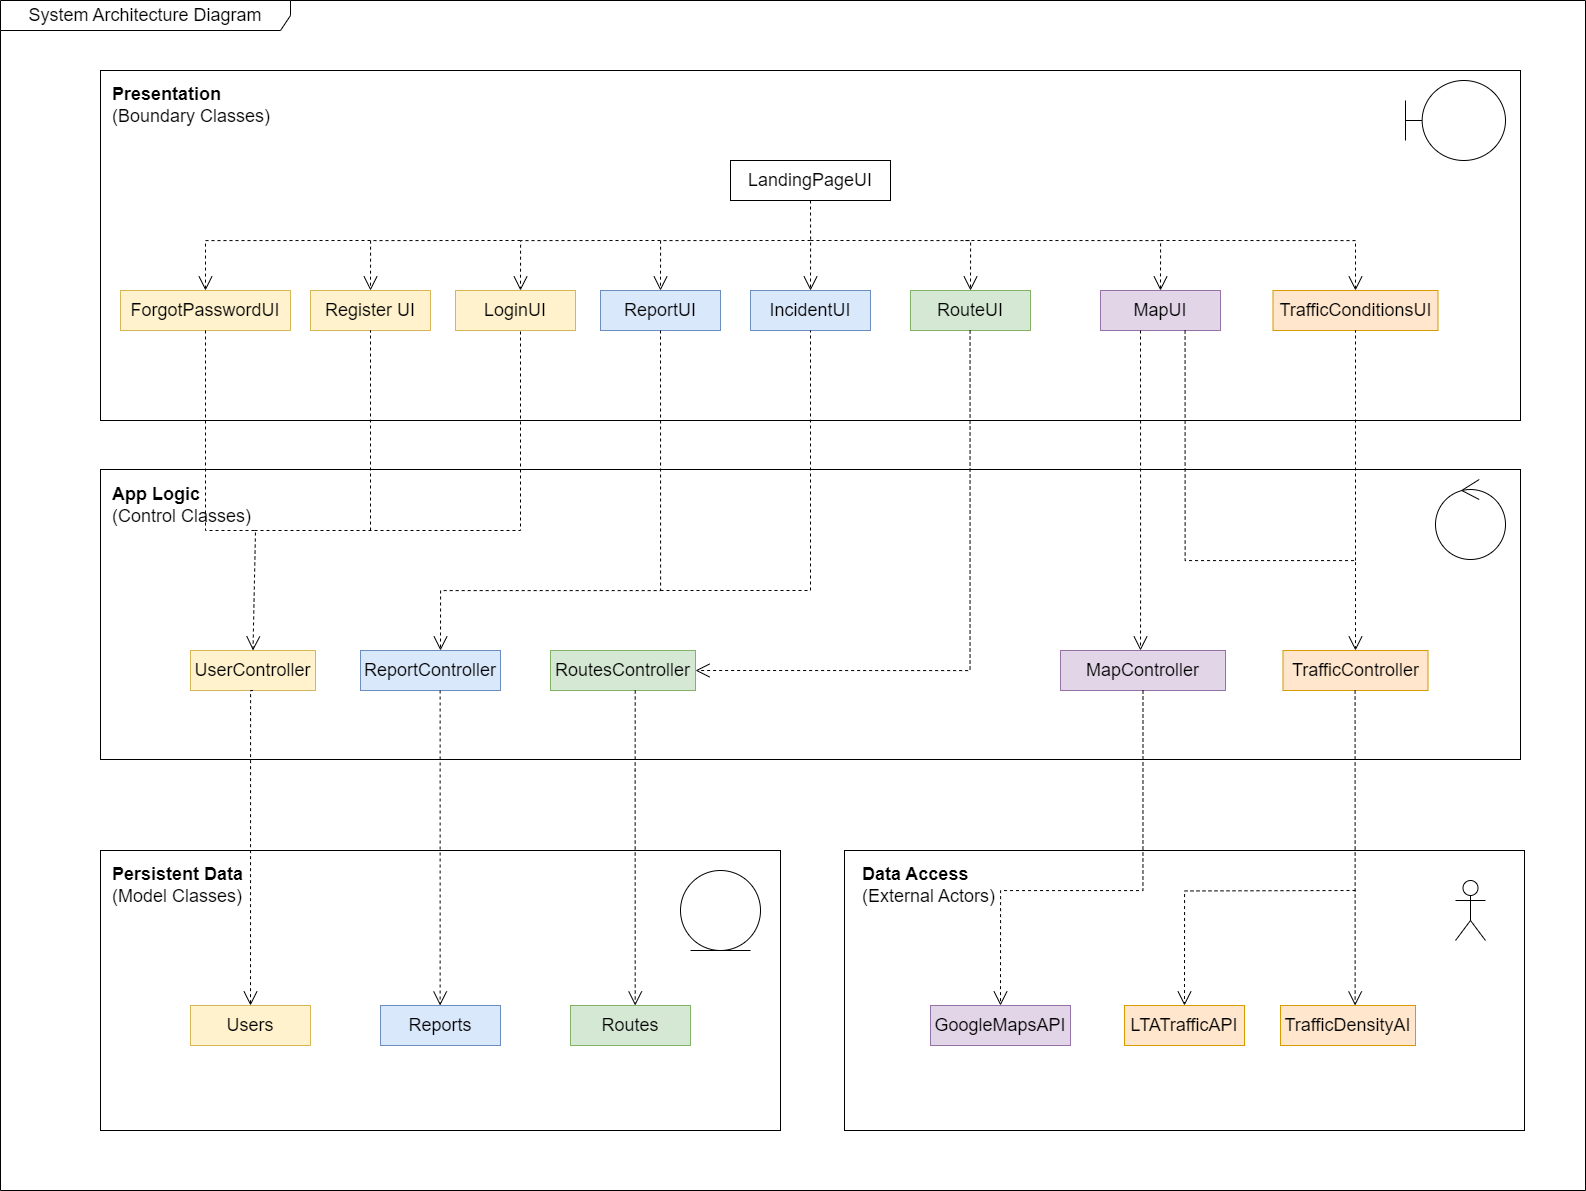 System Architecture Diagram
Presentation
(Boundary Classes)
LandingPageUI
ForgotPasswordUI
Register UI
LoginUI
ReportUI
IncidentUI
RouteUI
MapUI
TrafficConditionsUI
App Logic
(Control Classes)
UserController
ReportController
RoutesController
MapController
TrafficController
Persistent Data
(Model Classes)
Users
Reports
Routes
Data Access
(External Actors)
GoogleMapsAPI
LTATrafficAPI
TrafficDensityAI